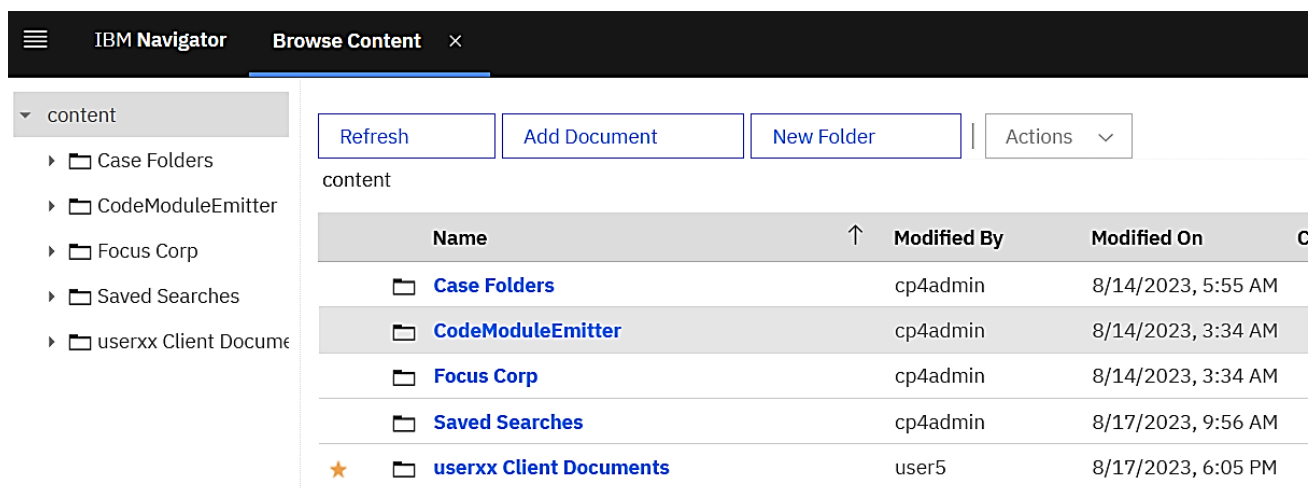 IBM Navigator Browse Content ×
content
Case Folders
CodeModuleEmitter
Focus Corp
Saved Searches
userxx Client Docume
Refresh Add Document New Folder | Actions
content
Name ↑ Modified By Modified On C
Case Folders cp4admin 8/14/2023, 5:55 AM
CodeModuleEmitter cp4admin 8/14/2023, 3:34 AM
Focus Corp cp4admin 8/14/2023, 3:34 AM
Saved Searches cp4admin 8/17/2023, 9:56 AM
userxx Client Documents user5 8/17/2023, 6:05 PM